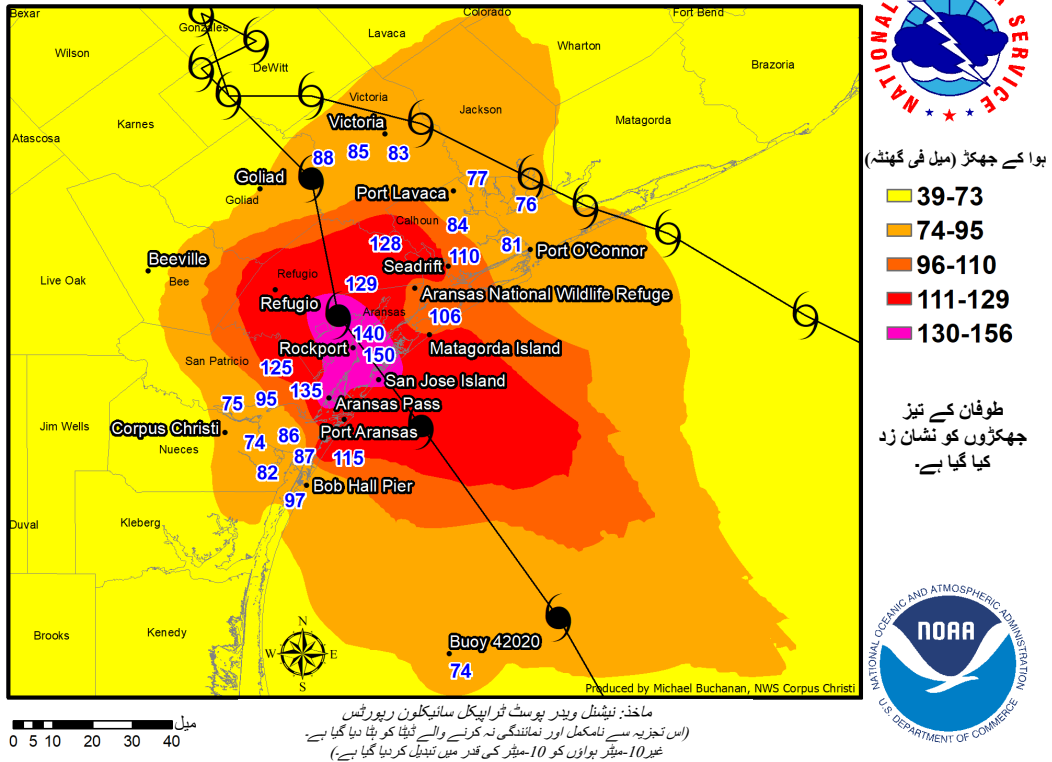 Bexar
Gonzales
Colorado
Fort Bend
Wilson
Lavaca
Wharton
DeWitt
Brazoria
Victoria
Jackson
Matagorda
Karnes
Atascosa
Victoria
88
85
83
Goliad
Goliad
77
Port Lavaca
76
Calhoun
84
128
81
Port O'Connor
110
Seadrift
Beeville
Bee
Live Oak
Refugio
129
Aransas National Wildlife Refuge
Refugio
Aransas
106
140
Rockport
150
Matagorda Island
San Patricio
125
San Jose Island
135
Aransas Pass
75
95
Jim Wells
Corpus Christi
Port Aransas
74
86
Nueces
87
115
82
Bob Hall Pier
97
Duval
Kleberg
Brooks
Kenedy
N
W
E
S
Buoy 42020
74
Produced by Michael Buchanan, NWS Corpus Christi
NATIONAL
SERVICE
ہوا کے جھکڑ (میل فی گھنٹہ)
39-73
74-95
96-110
111-129
130-156
طوفان کے تیز
جھکڑوں کو نشان زد
کیا گیا ہے۔
NATIONAL OCEANIC AND ATMOSPHERIC ADMINISTRATION
NOAA
U.S. DEPARTMENT OF COMMERCE
میل
0 5 10 20 30 40
ماخذ: نیشنل ویدر پوسٹ ٹراپیکل سائیکلون رپورٹس
(اس تجزیہ سے نامکمل اور نمائندگی نہ کرنے والے ڈیٹا کو ہٹا دیا گیا ہے۔
غیر10-میٹر ہواؤں کو 10-میٹر کی قدر میں تبدیل کردیا گیا ہے۔)